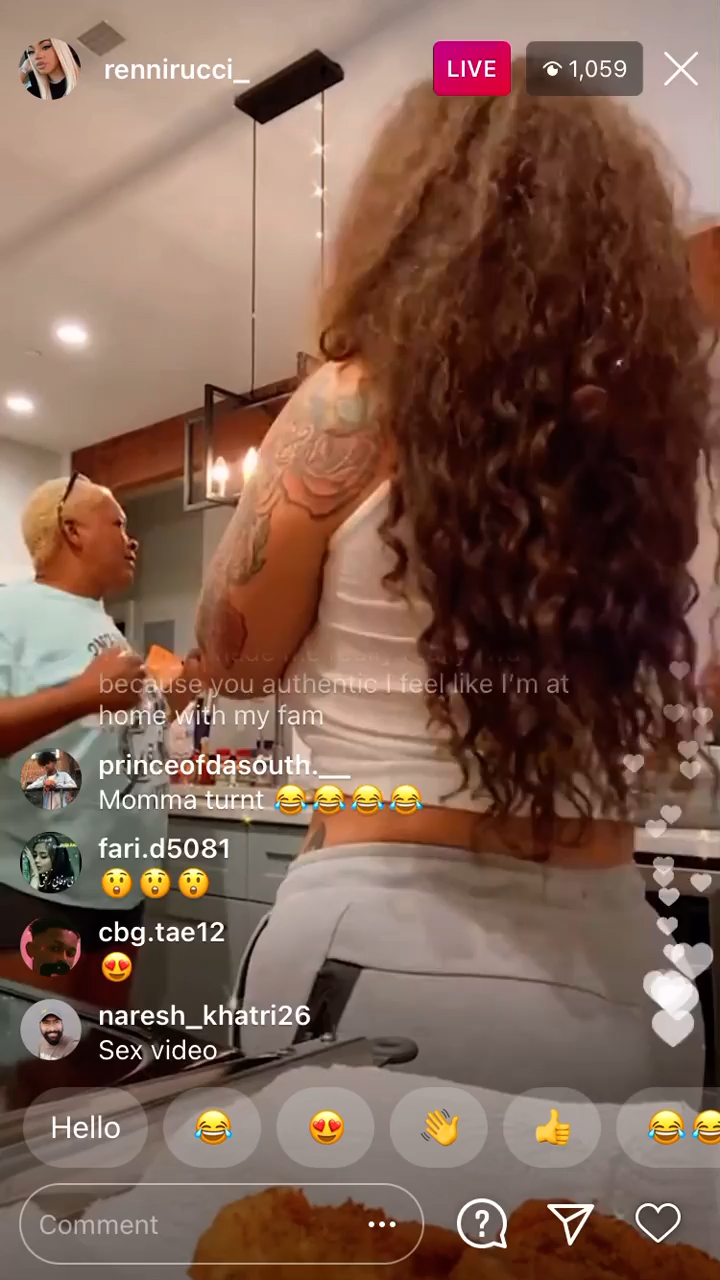 rennirucci_
LIVE
1,059
because you authentic I feel like I'm at
home with my fam
princeofdasouth.___
Momma turnt 😂😂😂😂
fari.d5081
😲😲😲
cbg.tae12
😍
naresh_khatri26
Sex video
Hello 😂 😍 👋 👍 😂😂
Comment